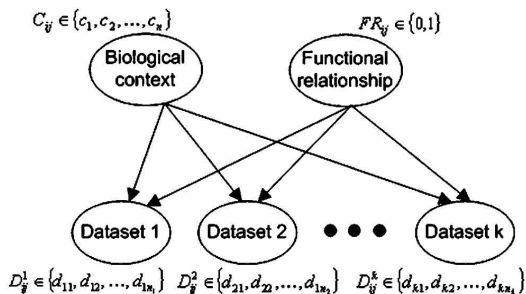 C_ij ∈ {c_1, c_2, ..., c_n}
FR_ij ∈ {0,1}
Biological context
Functional relationship
Dataset 1
Dataset 2
Dataset k
D^1_ij ∈ {d_11, d_12, ..., d_1n_1}
D^2_ij ∈ {d_21, d_22, ..., d_1n_2}
D^k_ij ∈ {d_k1, d_k2, ..., d_kn_k}